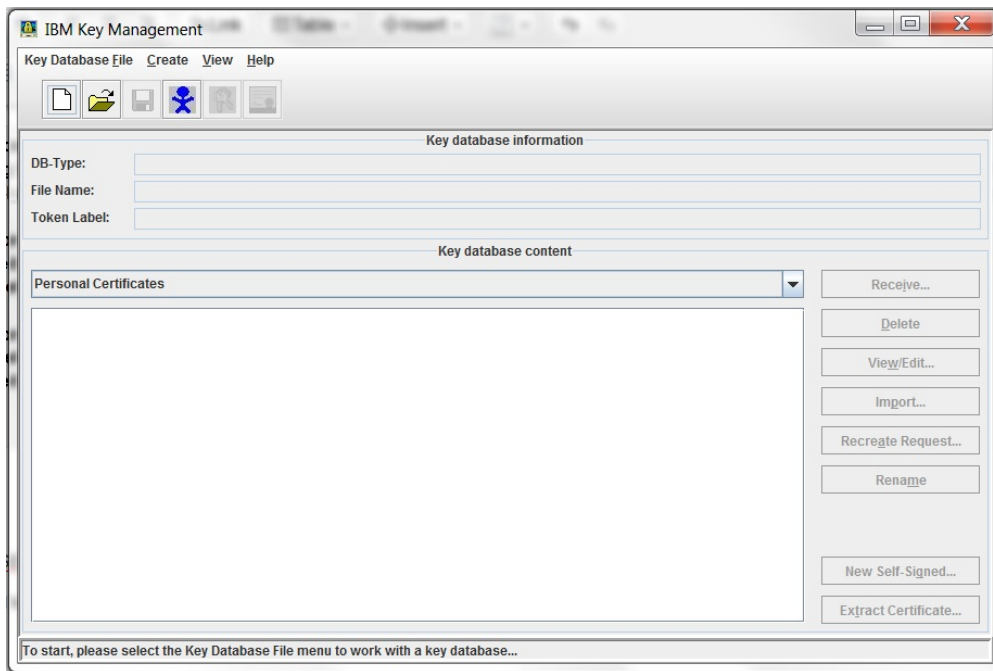 IBM Key Management
Key Database File Create View Help
Key database information
DB-Type:
File Name:
Token Label:
Key database content
Personal Certificates
Receive...
Delete
View/Edit...
Import...
Recreate Request...
Rename
New Self-Signed...
Extract Certificate...
To start, please select the Key Database File menu to work with a key database...